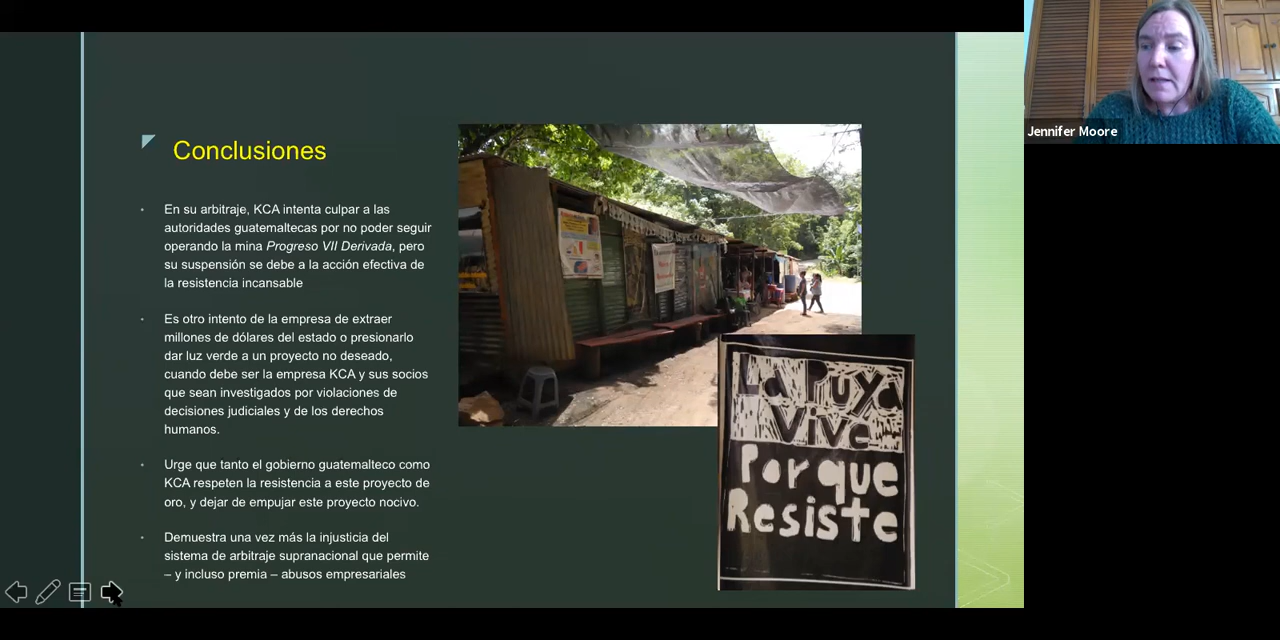 Conclusiones
En su arbitraje, KCA intenta culpar a las
autoridades guatemaltecas por no poder seguir
operando la mina Progreso VII Derivada, pero
su suspensión se debe a la acción efectiva de
la resistencia incansable
Es otro intento de la empresa de extraer
millones de dólares del estado o presionarlo
dar luz verde a un proyecto no deseado,
cuando debe ser la empresa KCA y sus socios
que sean investigados por violaciones de
decisiones judiciales y de los derechos
humanos.
Urge que tanto el gobierno guatemalteco como
KCA respeten la resistencia a este proyecto de
oro, y dejar de empujar este proyecto nocivo.
Demuestra una vez más la injusticia del
sistema de arbitraje supranacional que permite
– y incluso premia – abusos empresariales
La Puya
Vive
Por que
Resiste
Jennifer Moore